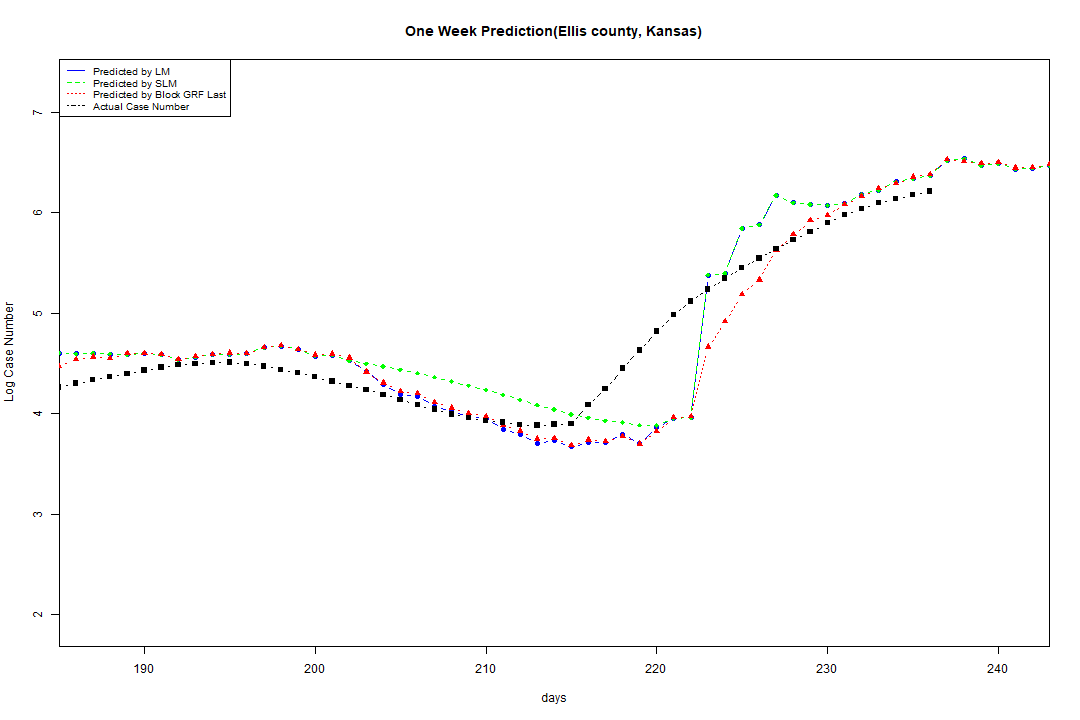 One Week Prediction(Ellis county, Kansas)
Predicted by LM
Predicted by SLM
Predicted by Block GRF Last
Actual Case Number
7
6
5
4
3
2
Log Case Number
190 200 210 220 230 240
days